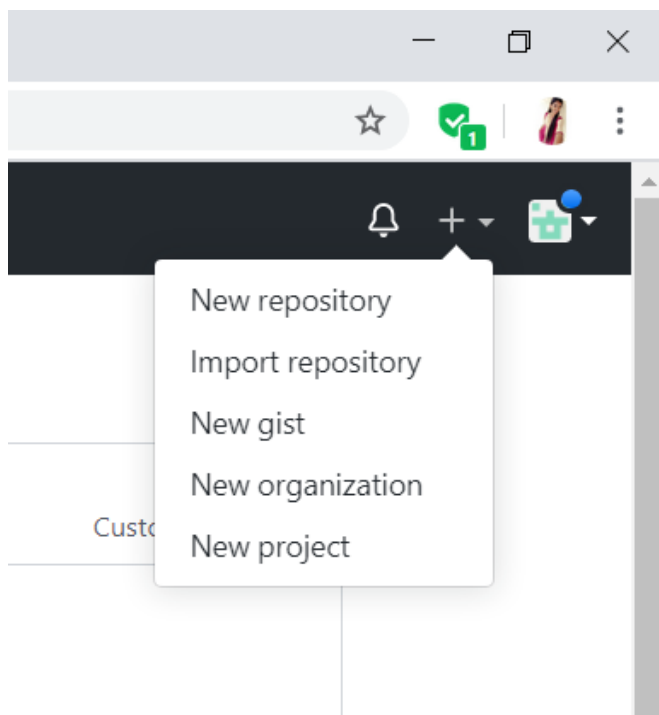 1
New repository
Import repository
New gist
New organization
Custo
New project